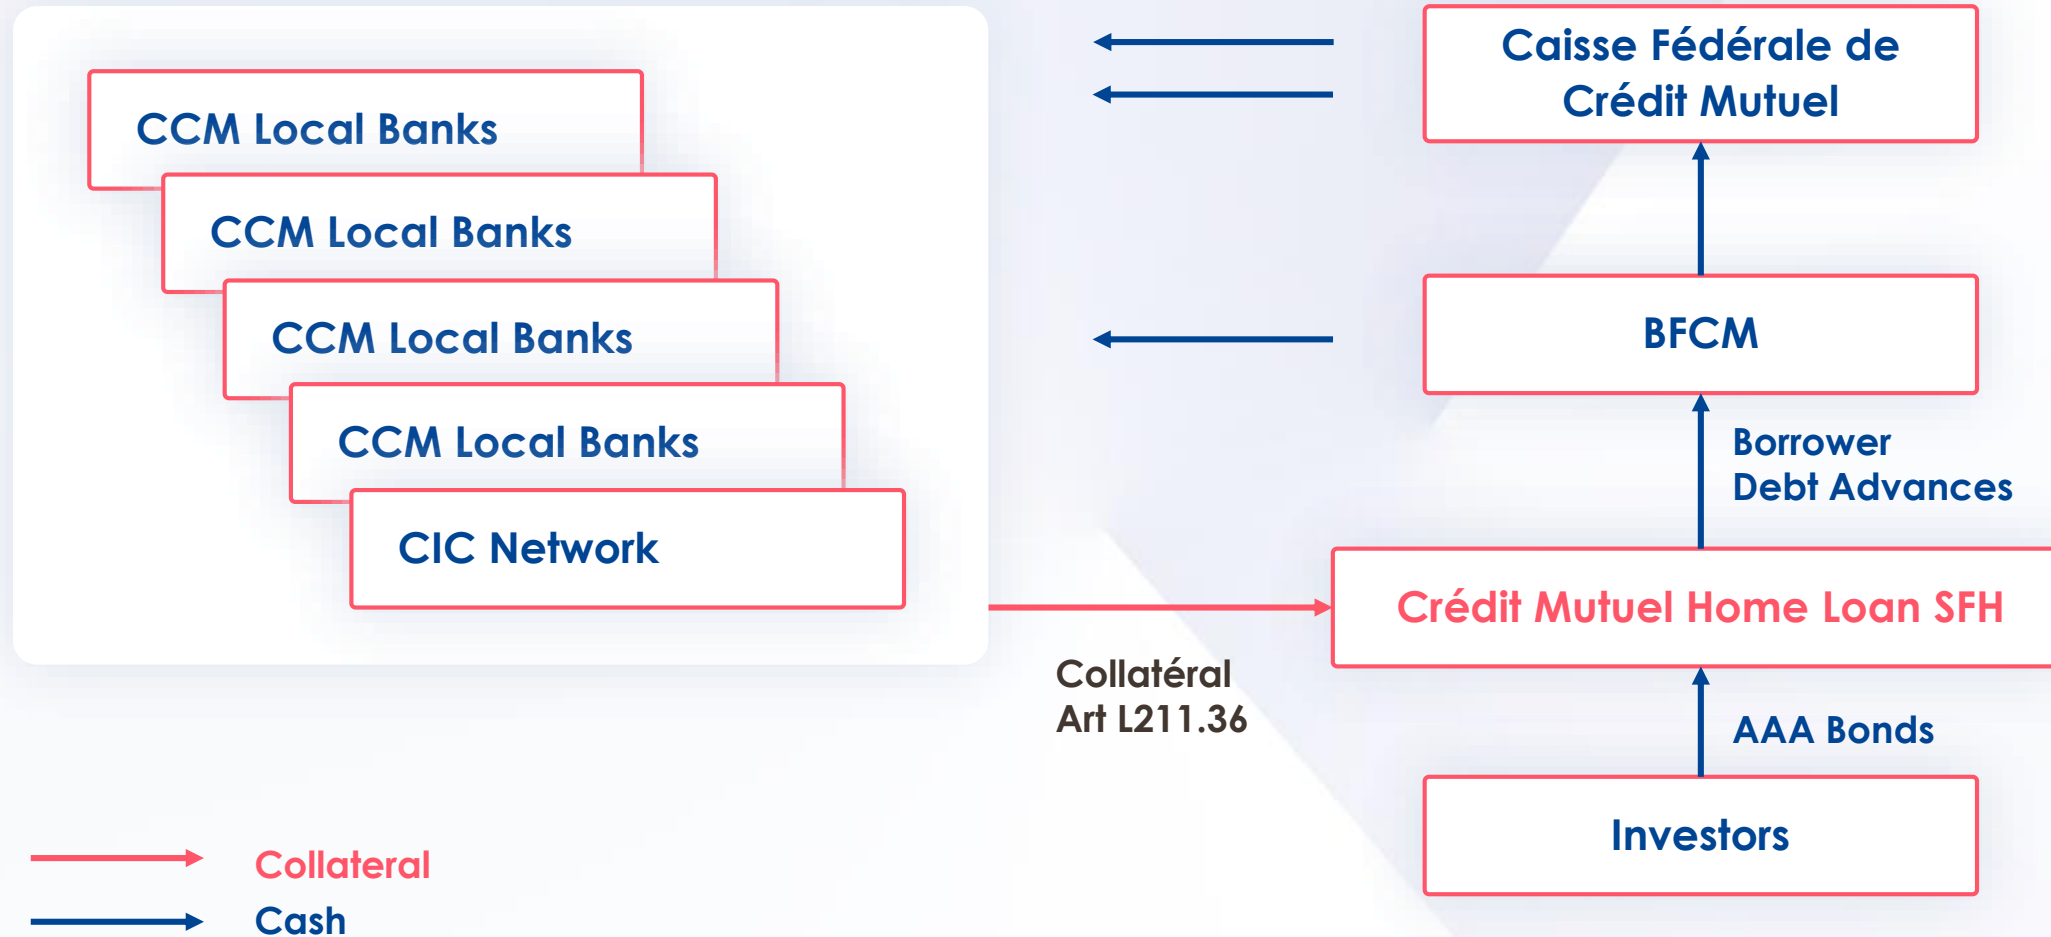 CCM Local Banks
CCM Local Banks
CCM Local Banks
CCM Local Banks
CIC Network
Caisse Fédérale de
Crédit Mutuel
BFCM
Borrower
Debt Advances
Crédit Mutuel Home Loan SFH
Collatéral
Art L211.36
AAA Bonds
Investors
Collateral
Cash